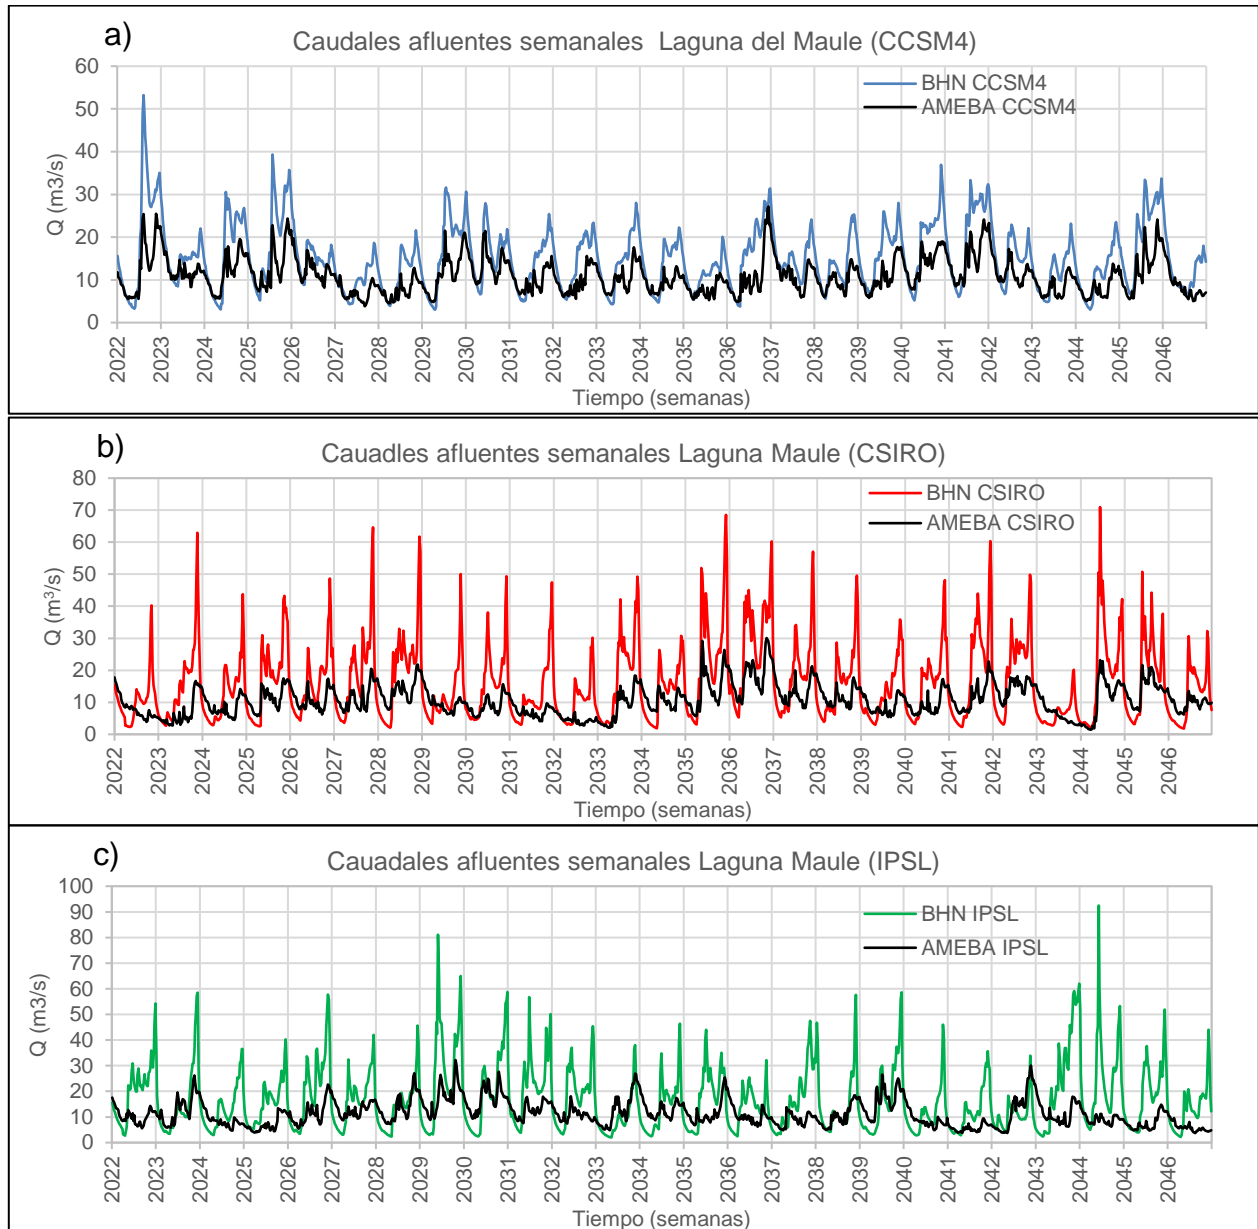 a)
Caudales afluentes semanales Laguna del Maule (CCSM4)
60
50
40
30
20
10
0
Q (m3/s)
BHN CCSM4
AMEBA CCSM4
2022 2023 2024 2025 2026 2027 2028 2029 2030 2031 2032 2033 2034 2035 2036 2037 2038 2039 2040 2041 2042 2043 2044 2045 2046
Tiempo (semanas)
b)
Cauadles afluentes semanales Laguna Maule (CSIRO)
80
70
60
50
40
30
20
10
0
Q (m³/s)
BHN CSIRO
AMEBA CSIRO
2022 2023 2024 2025 2026 2027 2028 2029 2030 2031 2032 2033 2034 2035 2036 2037 2038 2039 2040 2041 2042 2043 2044 2045 2046
Tiempo (semanas)
c)
Cauadales afluentes semanales Laguna Maule (IPSL)
100
90
80
70
60
50
40
30
20
10
0
Q (m3/s)
BHN IPSL
AMEBA IPSL
2022 2023 2024 2025 2026 2027 2028 2029 2030 2031 2032 2033 2034 2035 2036 2037 2038 2039 2040 2041 2042 2043 2044 2045 2046
Tiempo (semanas)